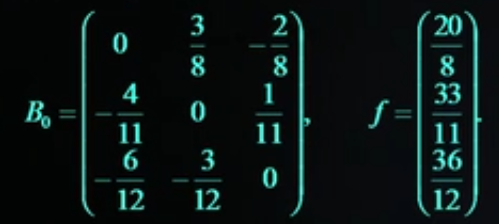 B₀ = ( 0 3/8 -2/8 ; -4/11 0 1/11 ; -6/12 -3/12 0 ), f = ( 20/8 ; 33/11 ; 36/12 ).